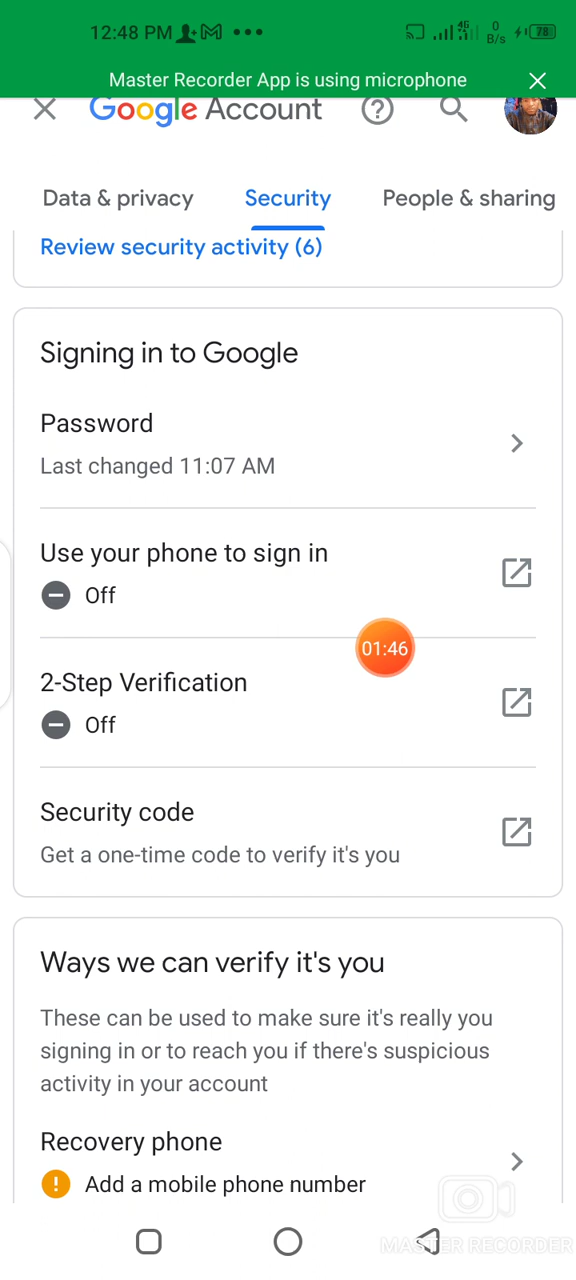 12:48 PM
4G
0
B/s
78
Master Recorder App is using microphone
Google Account
Data & privacy
Security
People & sharing
Review security activity (6)
Signing in to Google
Password
Last changed 11:07 AM
Use your phone to sign in
Off
01:46
2-Step Verification
Off
Security code
Get a one-time code to verify it's you
Ways we can verify it's you
These can be used to make sure it's really you
signing in or to reach you if there's suspicious
activity in your account
Recovery phone
Add a mobile phone number
MASTER RECORDER